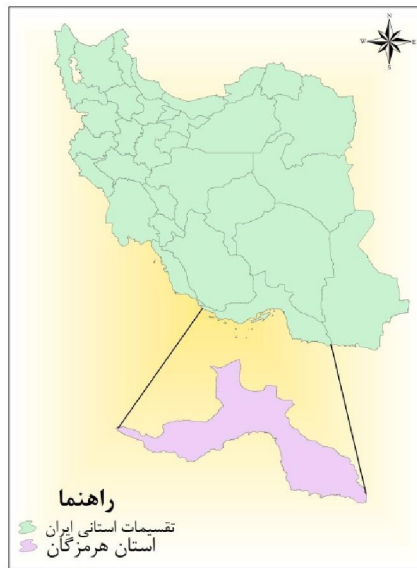 N
W E
S
راهنما
تقسیمات استانی ایران
استان هرمزگان